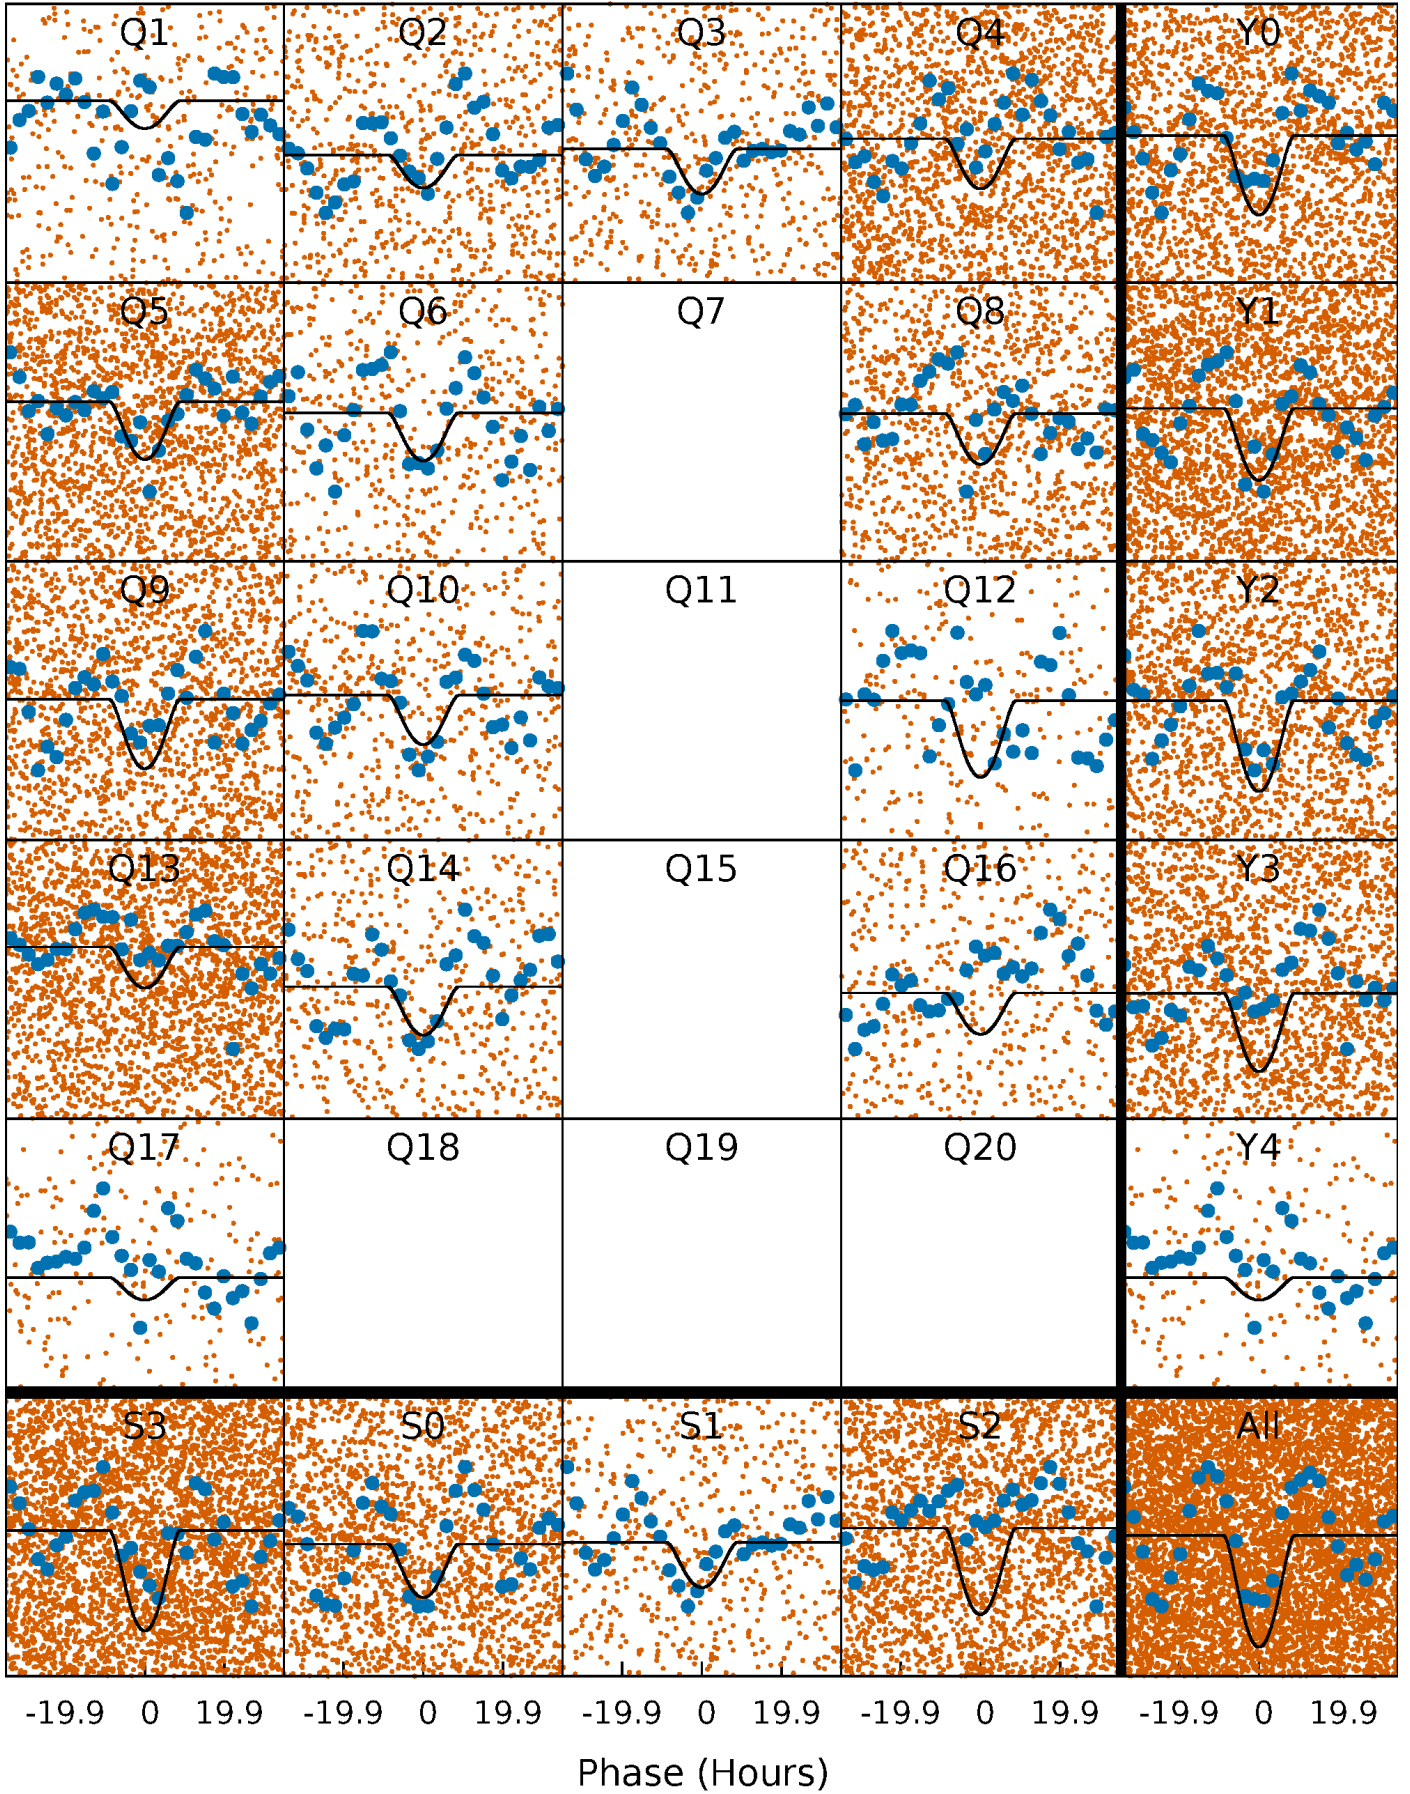 Q1 Q2 Q3 Q4 Y0
Q5 Q6 Q7 Q8 Y1
Q9 Q10 Q11 Q12 Y2
Q13 Q14 Q15 Q16 Y3
Q17 Q18 Q19 Q20 Y4
S3 S0 S1 S2 All
-19.9 0 19.9 -19.9 0 19.9 -19.9 0 19.9 -19.9 0 19.9 -19.9 0 19.9
Phase (Hours)